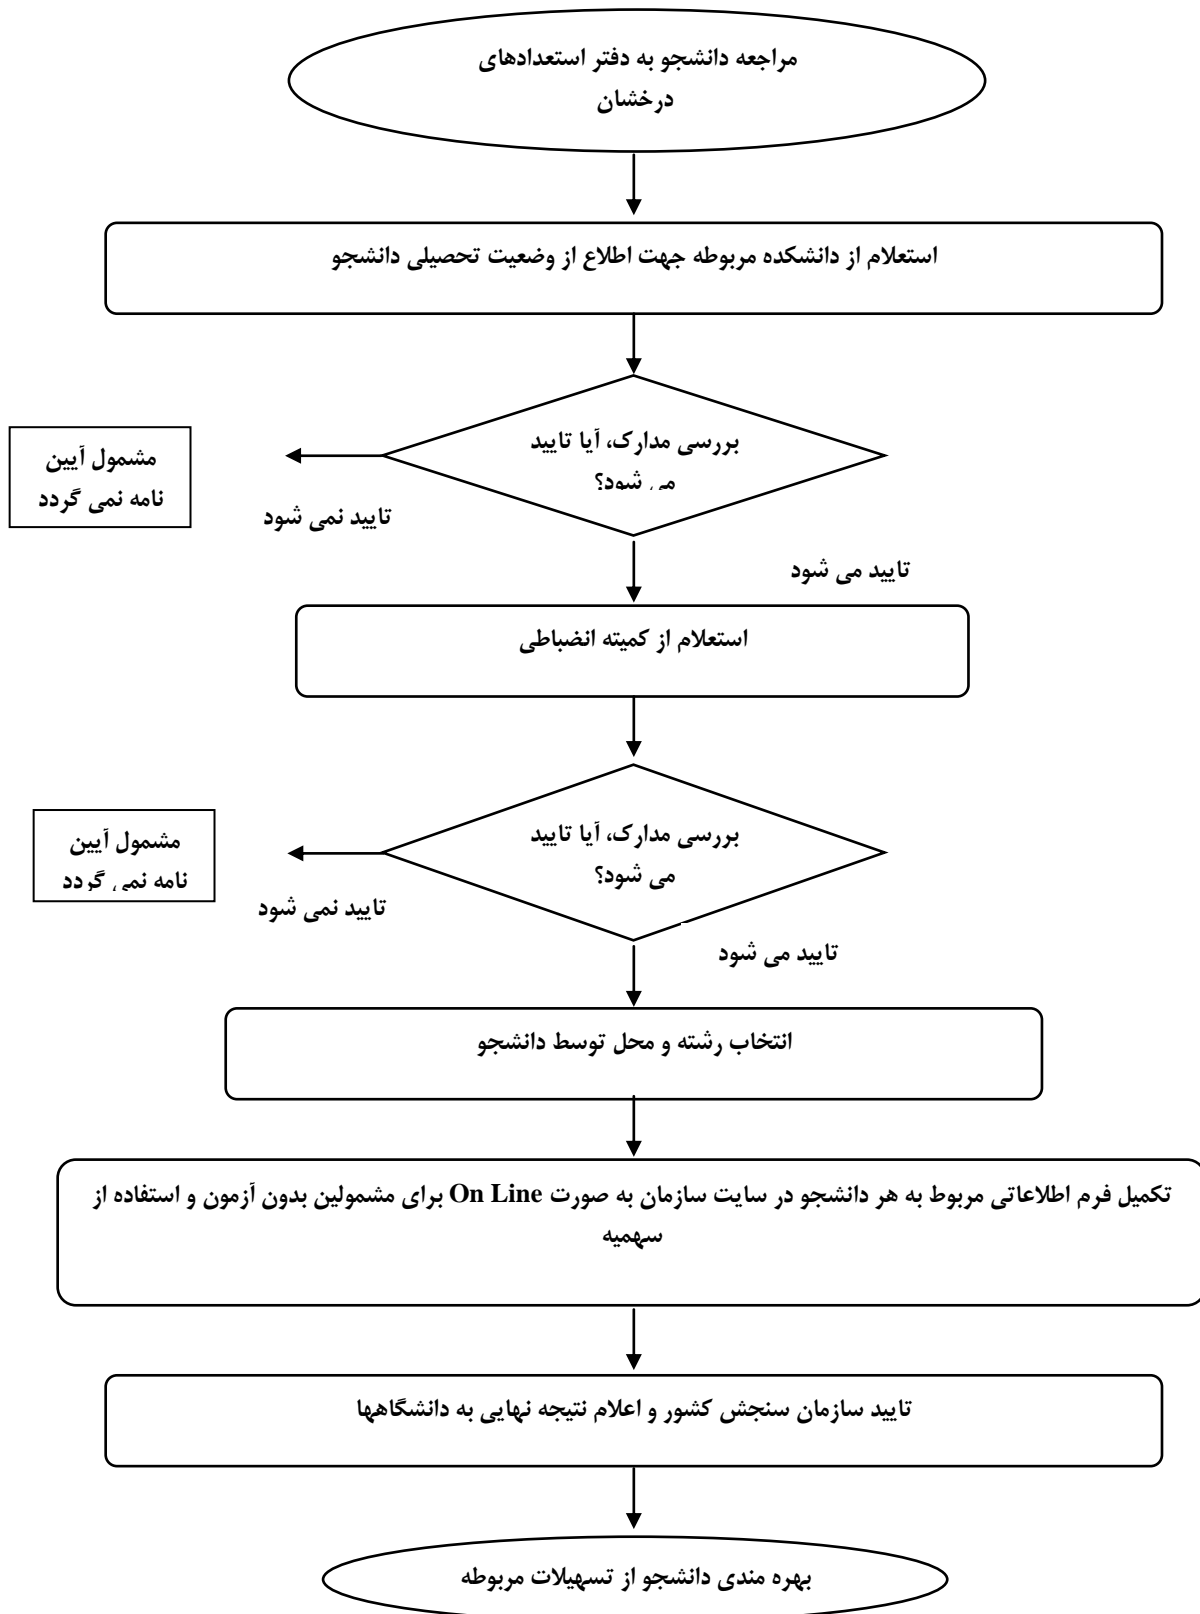 مراجعه دانشجو به دفتر استعدادهای
درخشان
استعلام از دانشکده مربوطه جهت اطلاع از وضعیت تحصیلی دانشجو
بررسی مدارک، آیا تایید
می شود؟
مشمول آیین
نامه نمی گردد
تایید نمی شود
تایید می شود
استعلام از کمیته انضباطی
بررسی مدارک، آیا تایید
می شود؟
مشمول آیین
نامه نمی گردد
تایید نمی شود
تایید می شود
انتخاب رشته و محل توسط دانشجو
تکمیل فرم اطلاعاتی مربوط به هر دانشجو در سایت سازمان به صورت On Line برای مشمولین بدون آزمون و استفاده از
سهمیه
تایید سازمان سنجش کشور و اعلام نتیجه نهایی به دانشگاهها
بهره مندی دانشجو از تسهیلات مربوطه